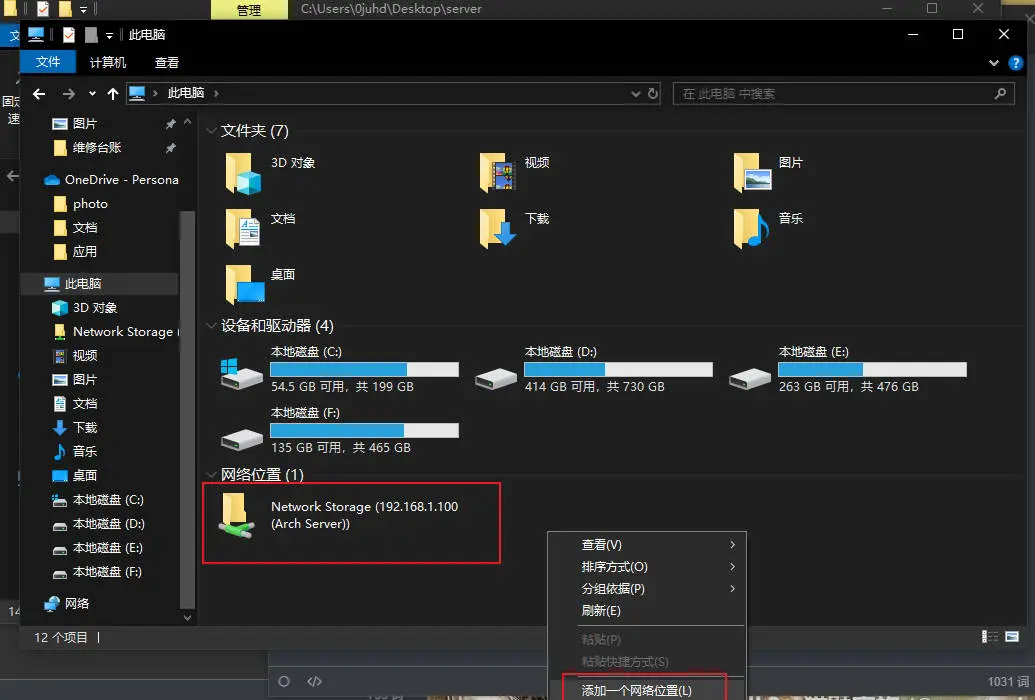 管理
C:\Users\0juhd\Desktop\server
此电脑
文件
计算机
查看
此电脑
在 此电脑 中搜索
图片
维修台账
OneDrive - Persona
photo
文档
应用
此电脑
3D 对象
Network Storage
视频
图片
文档
下载
音乐
桌面
本地磁盘 (C:)
本地磁盘 (D:)
本地磁盘 (E:)
本地磁盘 (F:)
网络
文件夹 (7)
3D 对象
视频
图片
文档
下载
音乐
桌面
设备和驱动器 (4)
本地磁盘 (C:)
54.5 GB 可用，共 199 GB
本地磁盘 (D:)
414 GB 可用，共 730 GB
本地磁盘 (E:)
263 GB 可用，共 476 GB
本地磁盘 (F:)
135 GB 可用，共 465 GB
网络位置 (1)
Network Storage (192.168.1.100
(Arch Server))
查看(V)
排序方式(O)
分组依据(P)
刷新(E)
粘贴(P)
粘贴快捷方式(S)
添加一个网络位置(L)
12 个项目
1031 词